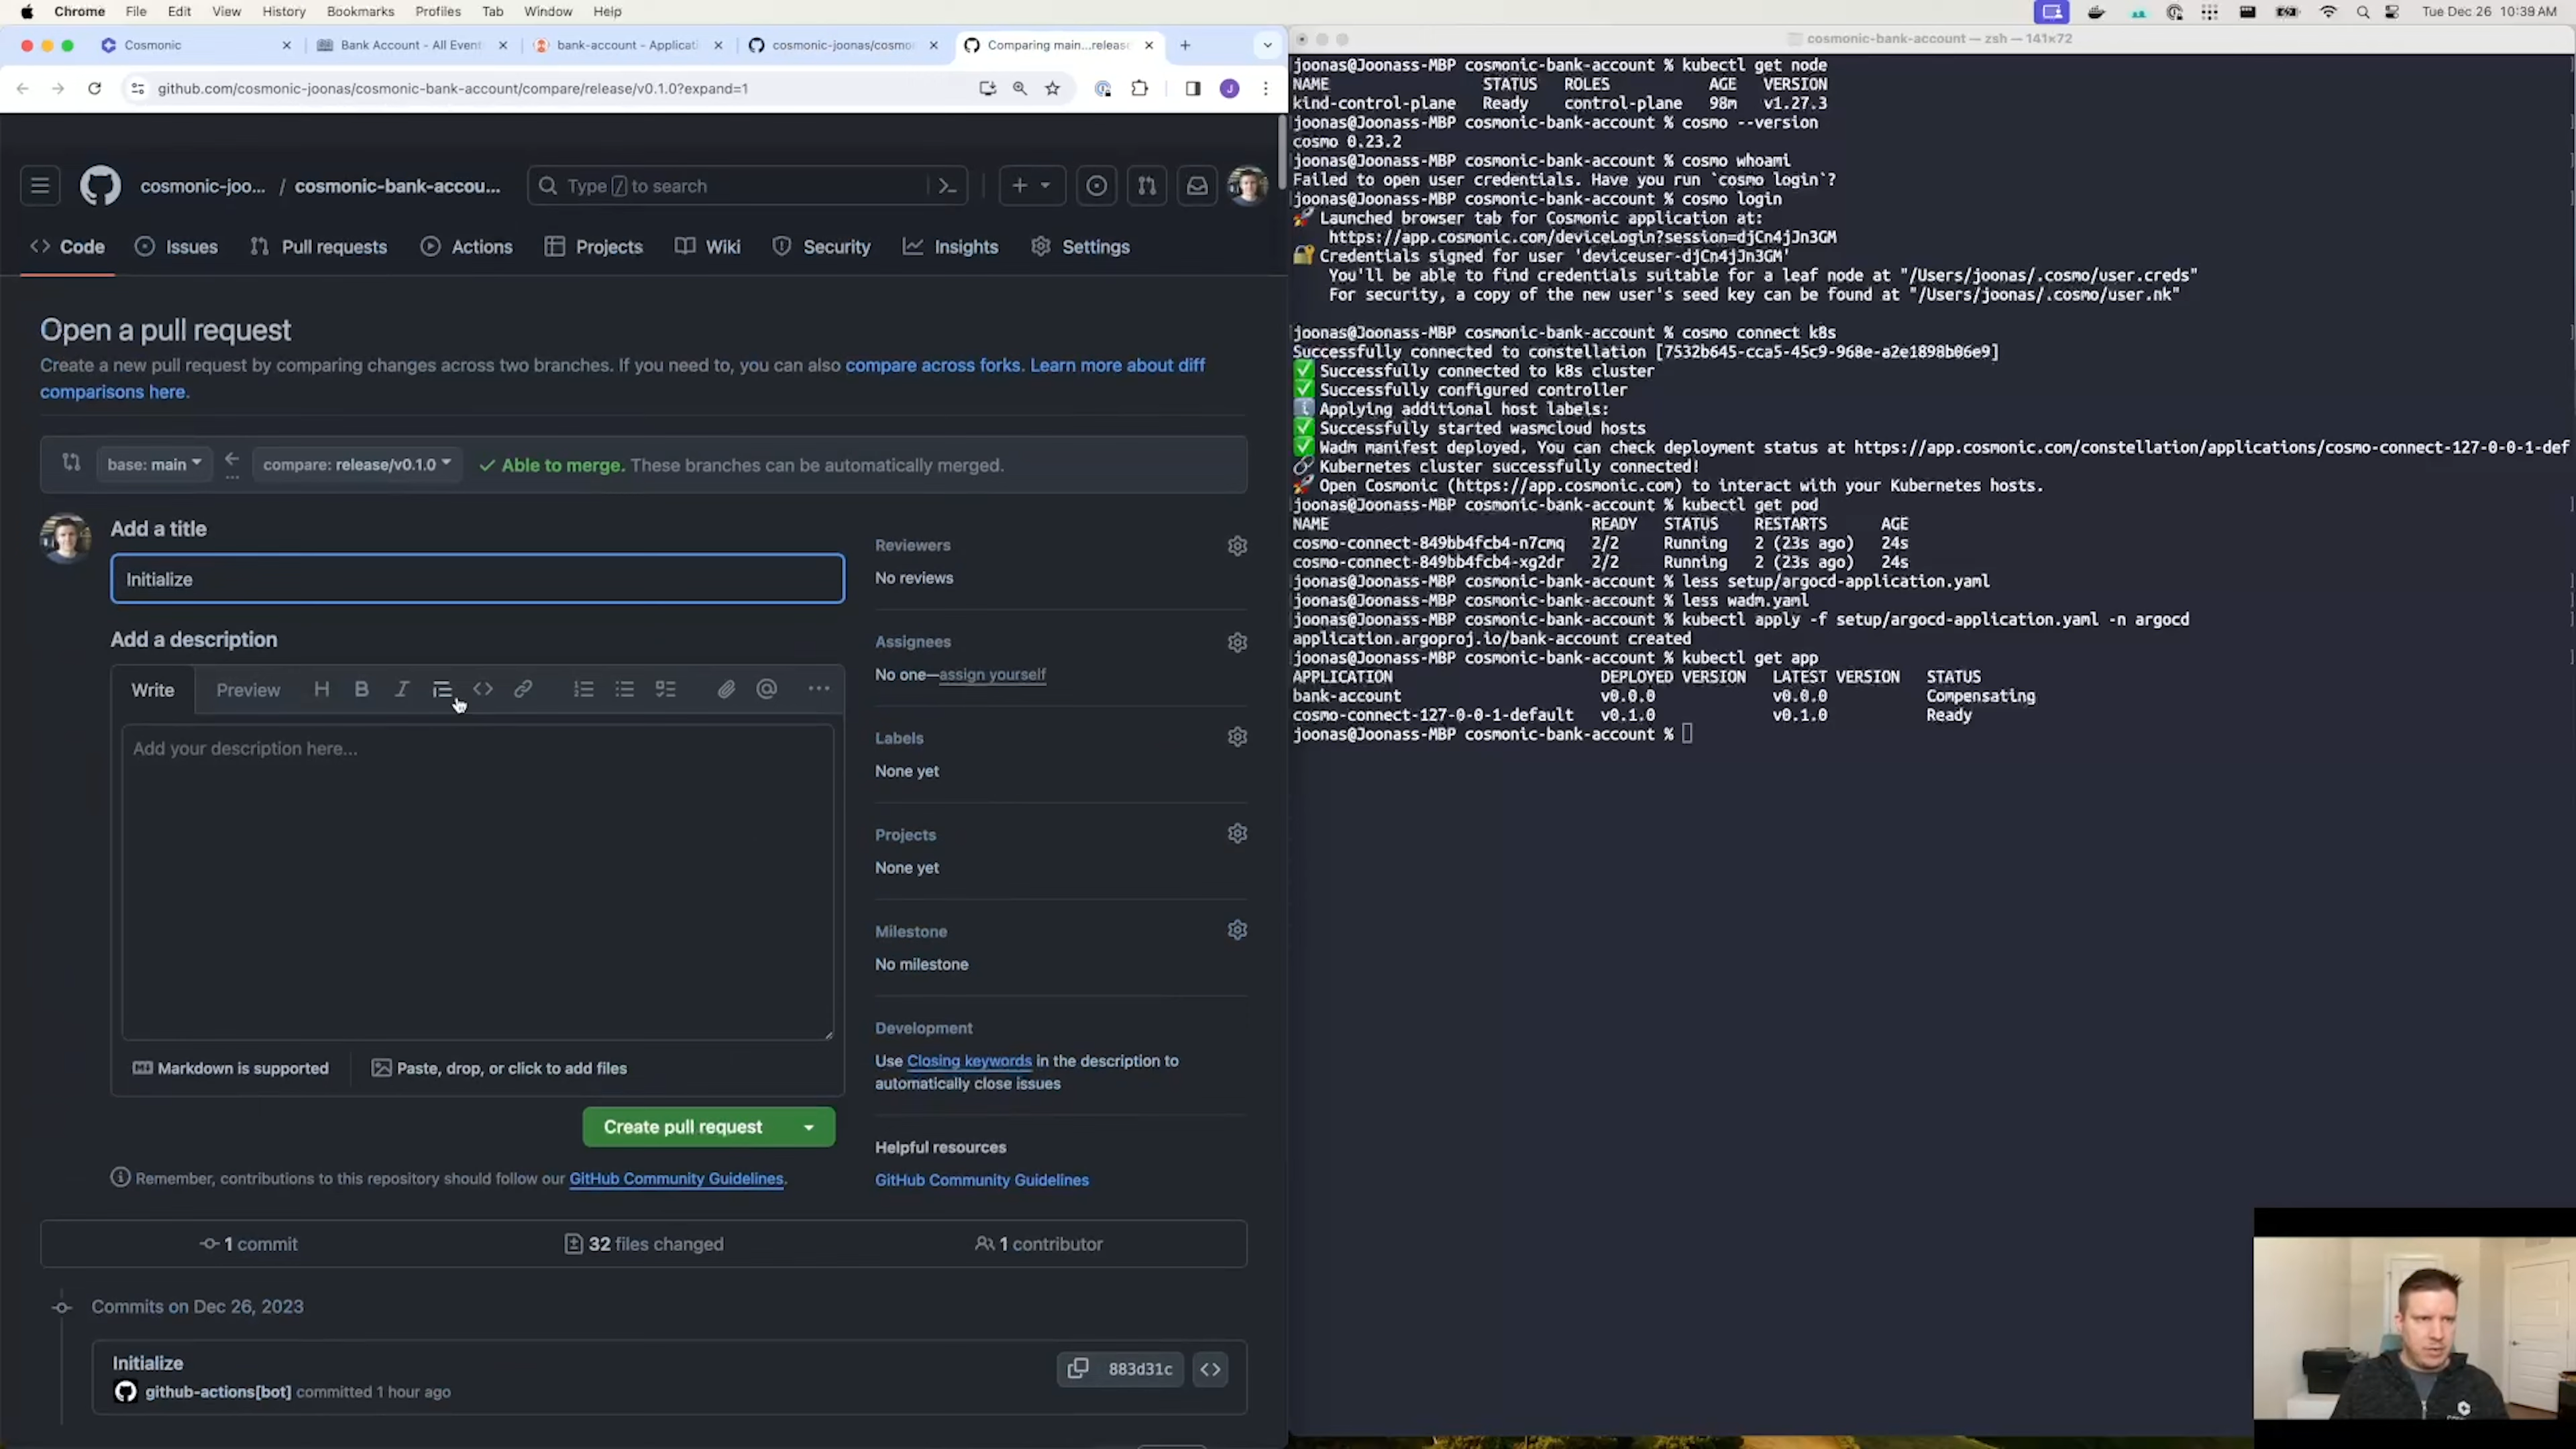 Chrome File Edit View History Bookmarks Profiles Tab Window Help
Tue Dec 26 10:39 AM
Cosmonic
Bank Account - All Event
bank-account - Applicati
cosmonic-joonas/cosmo
Comparing main...release
github.com/cosmonic-joonas/cosmonic-bank-account/compare/release/v0.1.0?expand=1
J
cosmonic-joo... / cosmonic-bank-accou...
Type / to search
Code Issues Pull requests Actions Projects Wiki Security Insights Settings
Open a pull request
Create a new pull request by comparing changes across two branches. If you need to, you can also compare across forks. Learn more about diff
comparisons here.
base: main compare: release/v0.1.0 Able to merge. These branches can be automatically merged.
Add a title
Initialize
Add a description
Write Preview
Add your description here...
Markdown is supported
Paste, drop, or click to add files
Create pull request
Remember, contributions to this repository should follow our GitHub Community Guidelines.
Reviewers
No reviews
Assignees
No one—assign yourself
Labels
None yet
Projects
None yet
Milestone
No milestone
Development
Use Closing keywords in the description to
automatically close issues
Helpful resources
GitHub Community Guidelines
1 commit 32 files changed 1 contributor
Commits on Dec 26, 2023
Initialize
883d31c
github-actions[bot] committed 1 hour ago
cosmonic-bank-account — zsh — 141×72
joonas@Joonass-MBP cosmonic-bank-account % kubectl get node
NAME STATUS ROLES AGE VERSION
kind-control-plane Ready control-plane 98m v1.27.3
joonas@Joonass-MBP cosmonic-bank-account % cosmo --version
cosmo 0.23.2
joonas@Joonass-MBP cosmonic-bank-account % cosmo whoami
Failed to open user credentials. Have you run `cosmo login`?
joonas@Joonass-MBP cosmonic-bank-account % cosmo login
Launched browser tab for Cosmonic application at:
https://app.cosmonic.com/deviceLogin?session=djCn4jJn3GM
Credentials signed for user 'deviceuser-djCn4jJn3GM'
You'll be able to find credentials suitable for a leaf node at "/Users/joonas/.cosmo/user.creds"
For security, a copy of the new user's seed key can be found at "/Users/joonas/.cosmo/user.nk"
joonas@Joonass-MBP cosmonic-bank-account % cosmo connect k8s
Successfully connected to constellation [7532b645-cca5-45c9-968e-a2e1898b06e9]
Successfully connected to k8s cluster
Successfully configured controller
Applying additional host labels:
Successfully started wasmcloud hosts
Wadm manifest deployed. You can check deployment status at https://app.cosmonic.com/constellation/applications/cosmo-connect-127-0-0-1-def
Kubernetes cluster successfully connected!
Open Cosmonic (https://app.cosmonic.com) to interact with your Kubernetes hosts.
joonas@Joonass-MBP cosmonic-bank-account % kubectl get pod
NAME READY STATUS RESTARTS AGE
cosmo-connect-849bb4fcb4-n7cmq 2/2 Running 2 (23s ago) 24s
cosmo-connect-849bb4fcb4-xg2dr 2/2 Running 2 (23s ago) 24s
joonas@Joonass-MBP cosmonic-bank-account % less setup/argocd-application.yaml
joonas@Joonass-MBP cosmonic-bank-account % less wadm.yaml
joonas@Joonass-MBP cosmonic-bank-account % kubectl apply -f setup/argocd-application.yaml -n argocd
application.argoproj.io/bank-account created
joonas@Joonass-MBP cosmonic-bank-account % kubectl get app
APPLICATION DEPLOYED VERSION LATEST VERSION STATUS
bank-account v0.0.0 v0.0.0 Compensating
cosmo-connect-127-0-0-1-default v0.1.0 v0.1.0 Ready
joonas@Joonass-MBP cosmonic-bank-account %